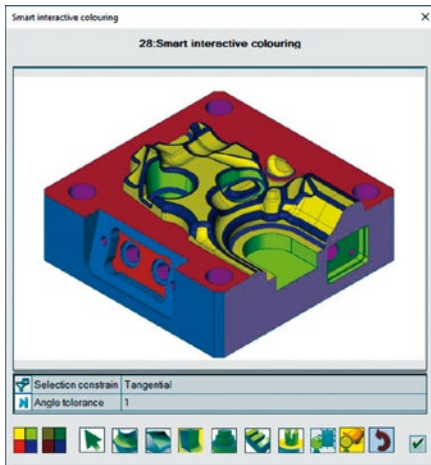 Smart interactive colouring
28:Smart interactive colouring
Selection constrain Tangential
Angle tolerance 1